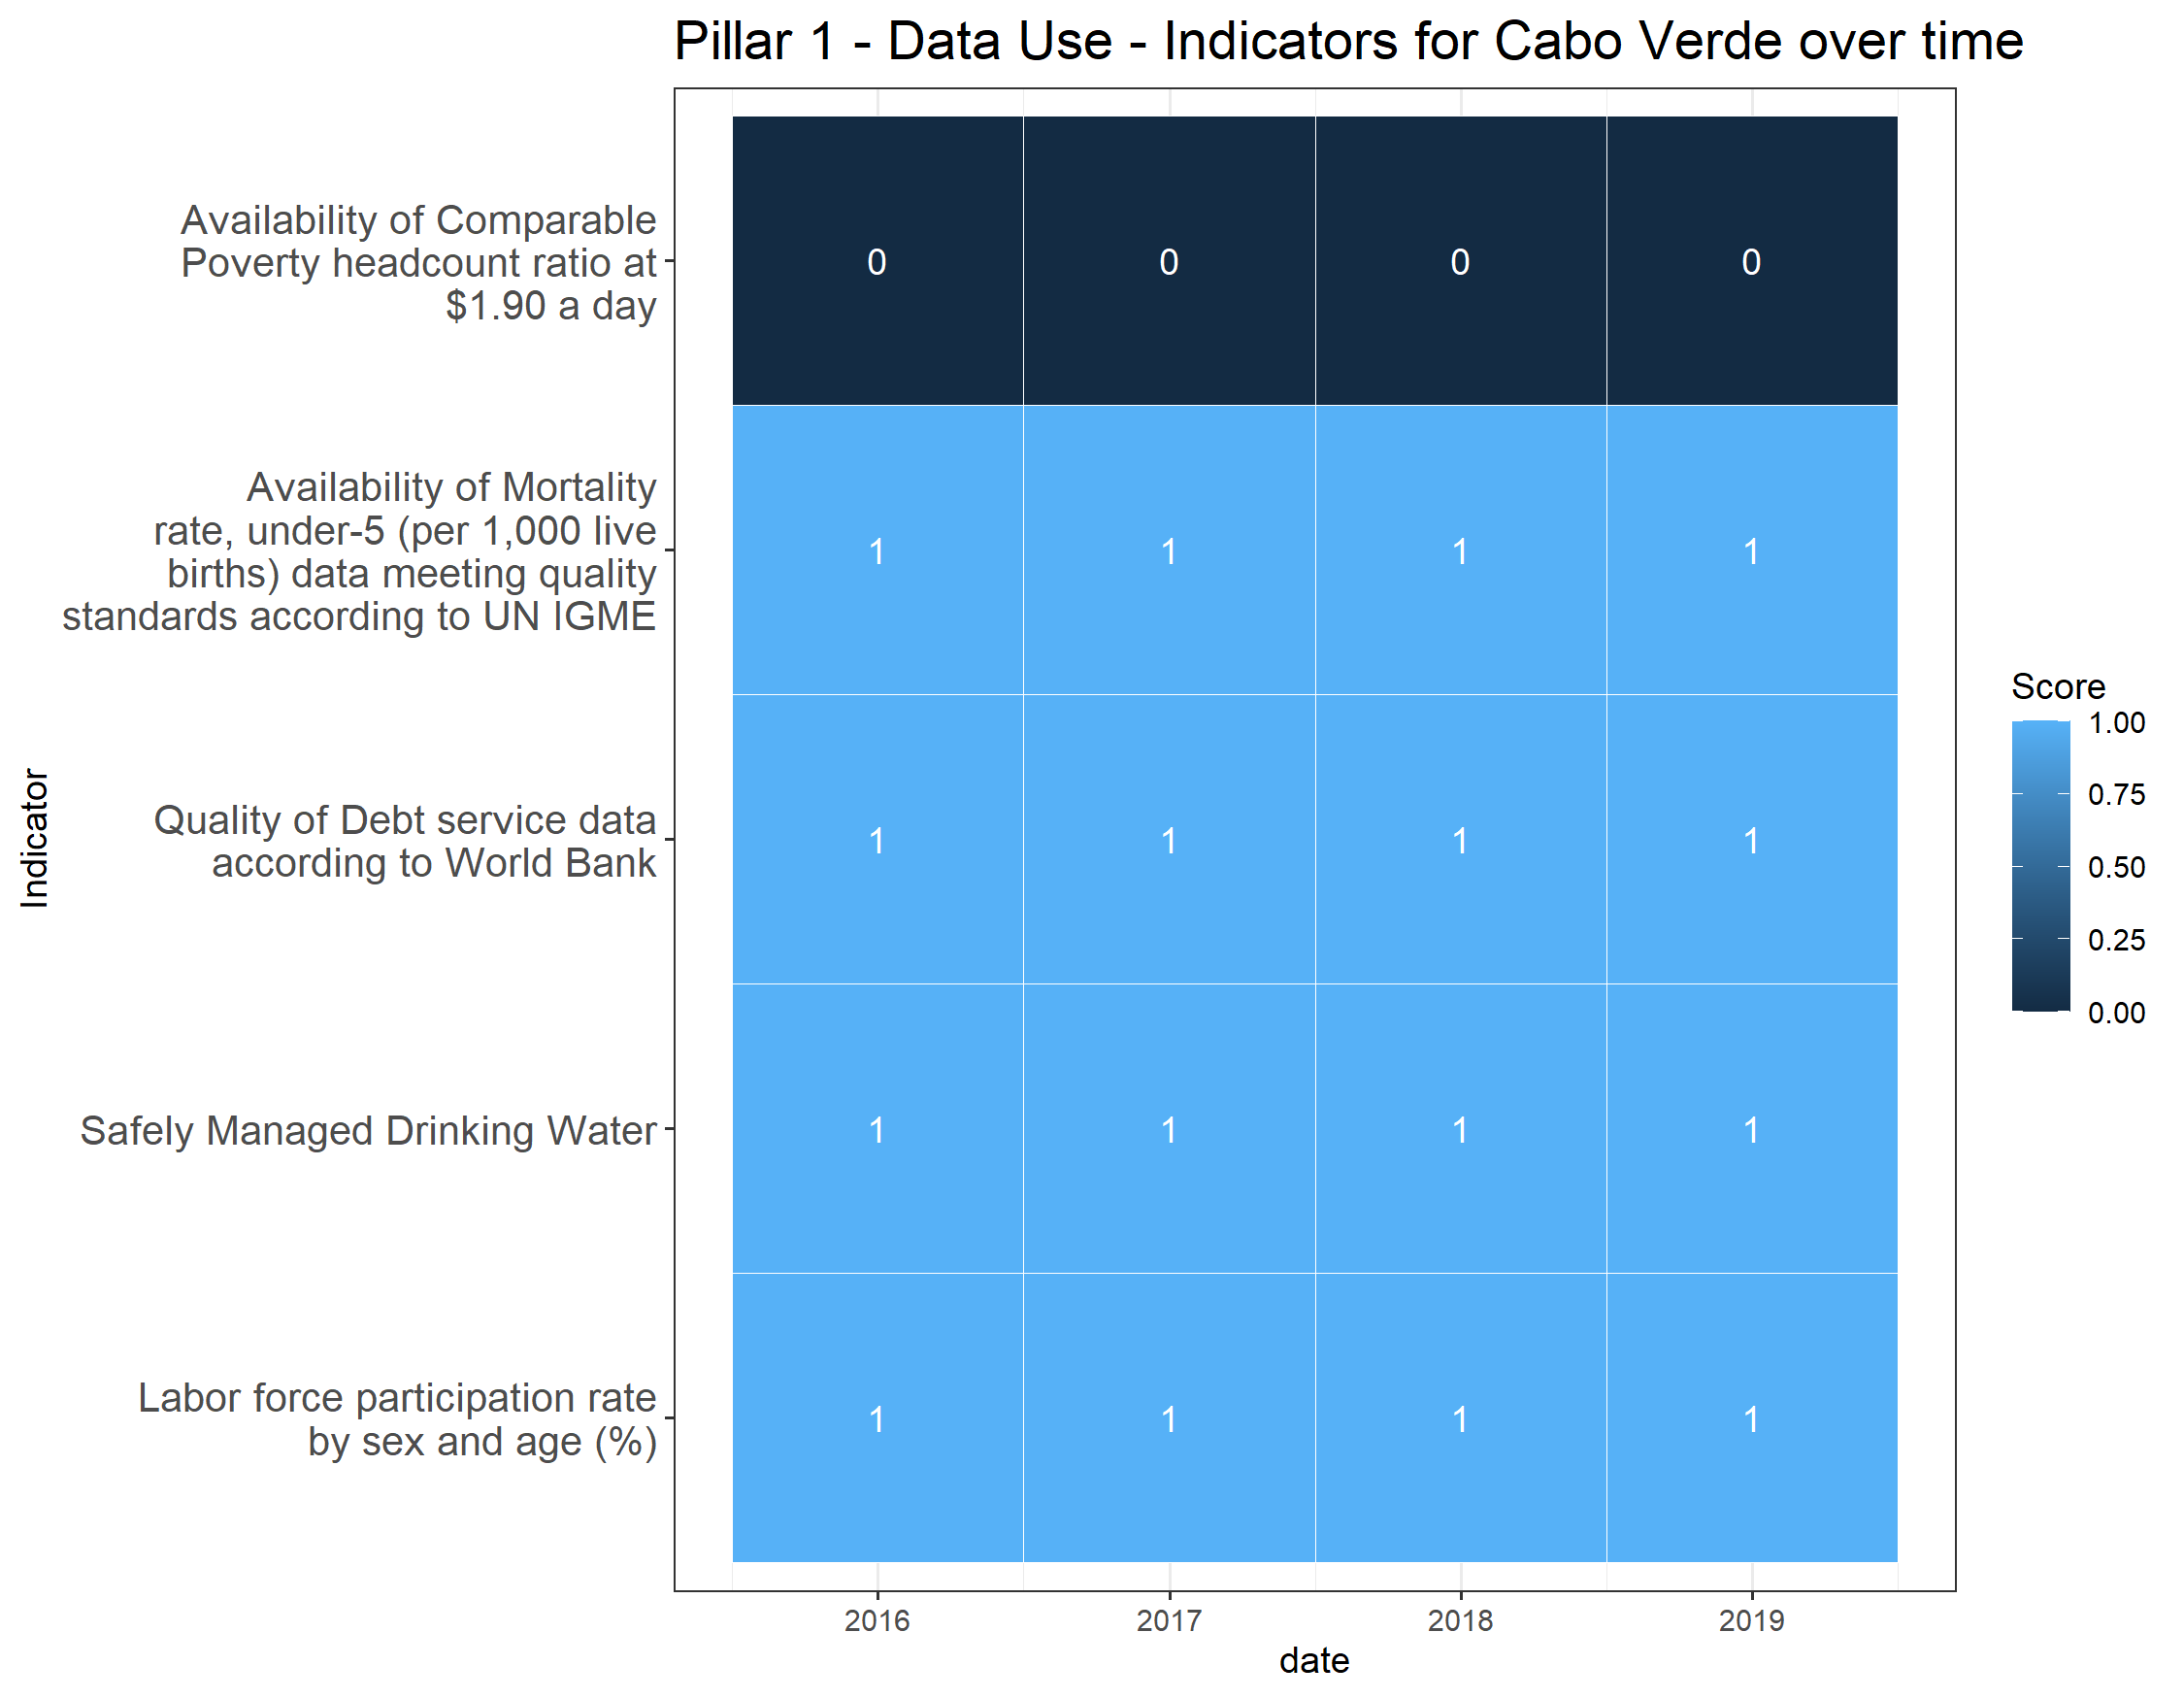 Pillar 1 - Data Use - Indicators for Cabo Verde over time
Indicator
Availability of Comparable
Poverty headcount ratio at
$1.90 a day
0 0 0 0
Availability of Mortality
rate, under-5 (per 1,000 live
births) data meeting quality
standards according to UN IGME
1 1 1 1
Quality of Debt service data
according to World Bank
1 1 1 1
Safely Managed Drinking Water
1 1 1 1
Labor force participation rate
by sex and age (%)
1 1 1 1
2016 2017 2018 2019
date
Score
1.00
0.75
0.50
0.25
0.00